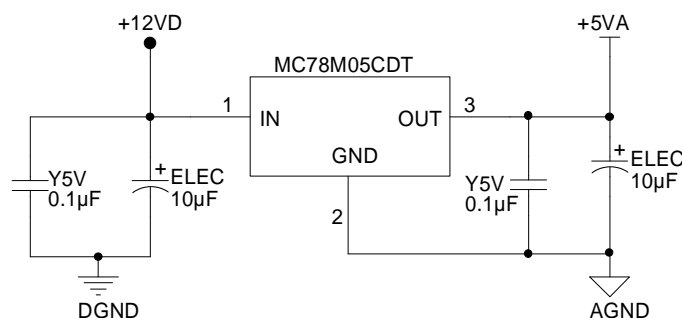 +12VD
+5VA
MC78M05CDT
1
IN
OUT
3
GND
2
Y5V
0.1µF
+
ELEC
10µF
Y5V
0.1µF
+
ELEC
10µF
DGND
AGND